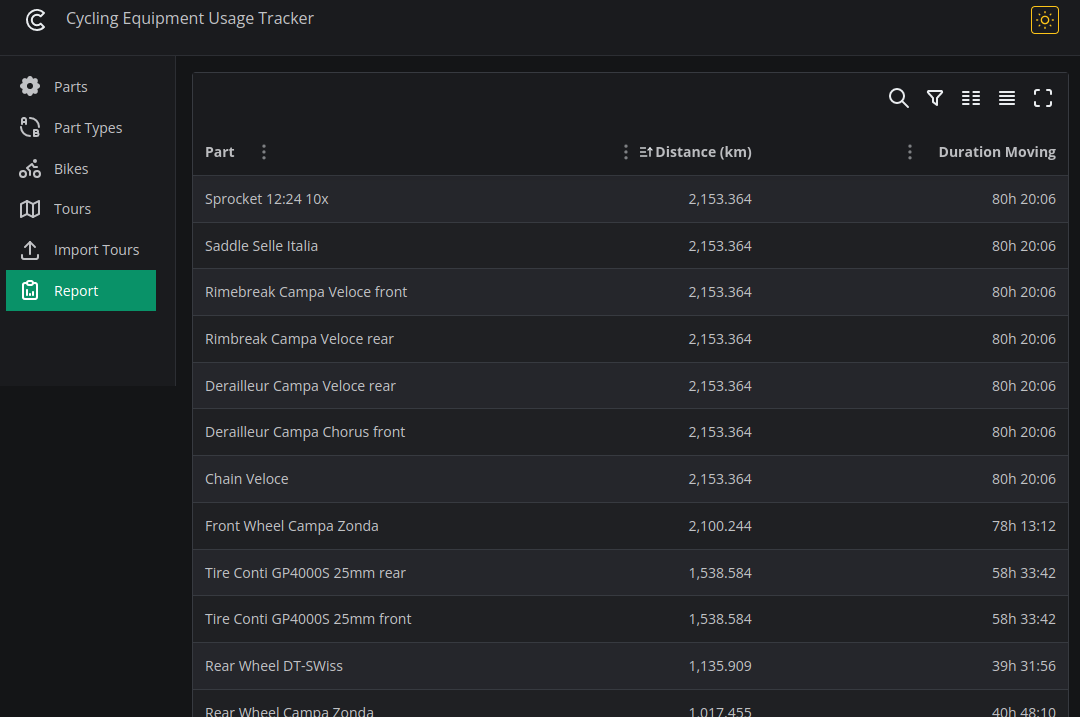 Cycling Equipment Usage Tracker
Parts
Part Types
Bikes
Tours
Import Tours
Report
Part Distance (km) Duration Moving
Sprocket 12:24 10x 2,153.364 80h 20:06
Saddle Selle Italia 2,153.364 80h 20:06
Rimebreak Campa Veloce front 2,153.364 80h 20:06
Rimbreak Campa Veloce rear 2,153.364 80h 20:06
Derailleur Campa Veloce rear 2,153.364 80h 20:06
Derailleur Campa Chorus front 2,153.364 80h 20:06
Chain Veloce 2,153.364 80h 20:06
Front Wheel Campa Zonda 2,100.244 78h 13:12
Tire Conti GP4000S 25mm rear 1,538.584 58h 33:42
Tire Conti GP4000S 25mm front 1,538.584 58h 33:42
Rear Wheel DT-SWiss 1,135.909 39h 31:56
Rear Wheel Campa Zonda 1,017.455 40h 48:10